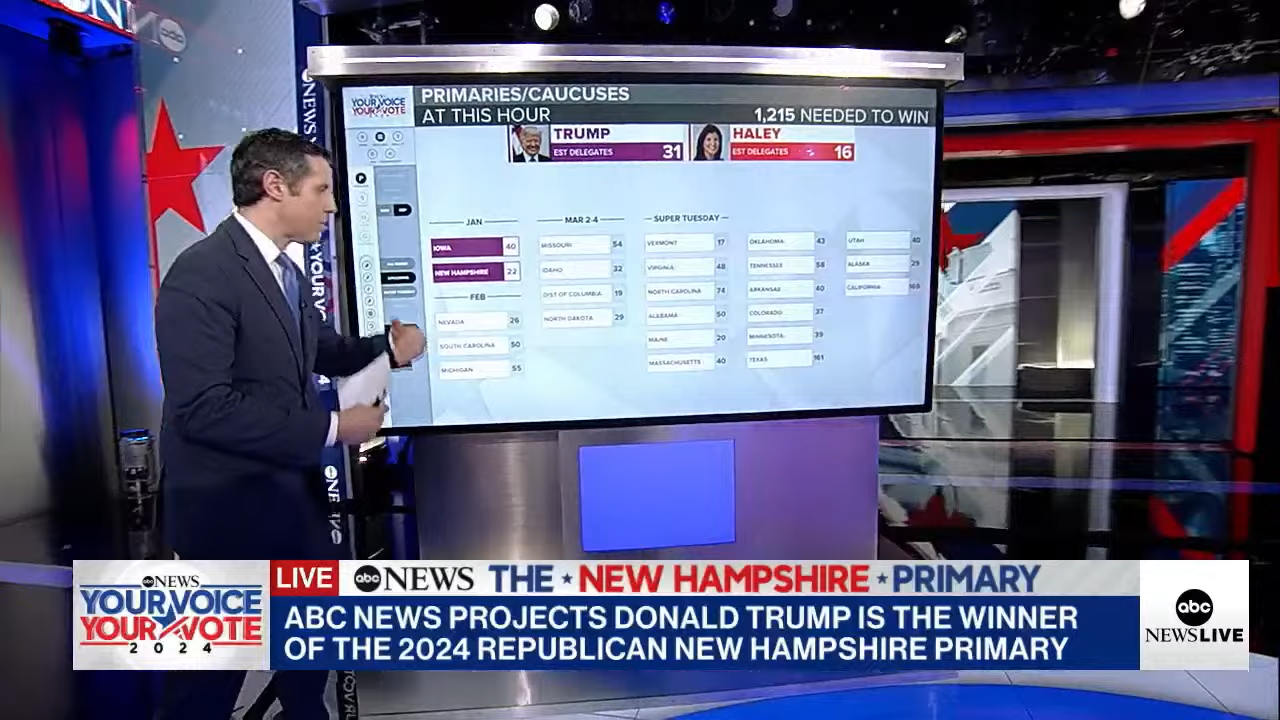 YOUR VOICE
YOUR VOTE
PRIMARIES/CAUCUSES
AT THIS HOUR
1,215 NEEDED TO WIN
TRUMP
EST DELEGATES 31
HALEY
EST DELEGATES 16
JAN
IOWA 40
NEW HAMPSHIRE 22
FEB
NEVADA 26
SOUTH CAROLINA 50
MICHIGAN 55
MAR 2-4
MISSOURI 54
IDAHO 32
DIST OF COLUMBIA 19
NORTH DAKOTA 29
SUPER TUESDAY
VERMONT 17
VIRGINIA 48
NORTH CAROLINA 74
ALABAMA 50
MAINE 20
MASSACHUSETTS 40
OKLAHOMA 43
TENNESSEE 58
ARKANSAS 40
COLORADO 37
MINNESOTA 39
TEXAS 161
UTAH 40
ALASKA 29
CALIFORNIA 169
abc NEWS
YOUR VOICE
YOUR VOTE
2024
LIVE
abc NEWS
THE NEW HAMPSHIRE PRIMARY
ABC NEWS PROJECTS DONALD TRUMP IS THE WINNER
OF THE 2024 REPUBLICAN NEW HAMPSHIRE PRIMARY
abc
NEWS LIVE